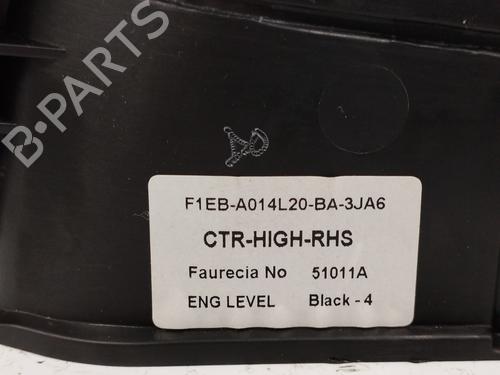 B-PARTS
F1EB-A014L20-BA-3JA6
CTR-HIGH-RHS
Faurecia No 51011A
ENG LEVEL Black - 4